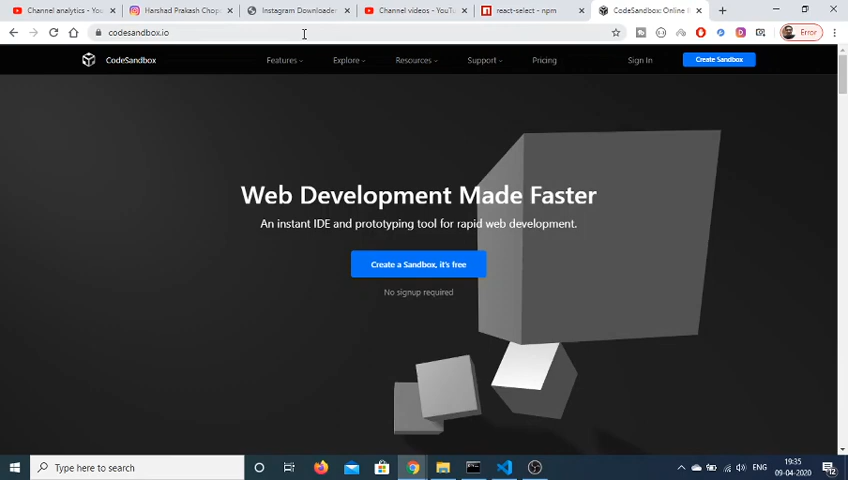 Channel analytics - You
Harshad Prakash Chop
Instagram Downloader
Channel videos - YouTu
react-select - npm
CodeSandbox: Online I
codesandbox.io
Error
CodeSandbox
Features
Explore
Resources
Support
Pricing
Sign In
Create Sandbox
Web Development Made Faster
An instant IDE and prototyping tool for rapid web development.
Create a Sandbox, it's free
No signup required
Type here to search
ENG
19:35
09-04-2020
12